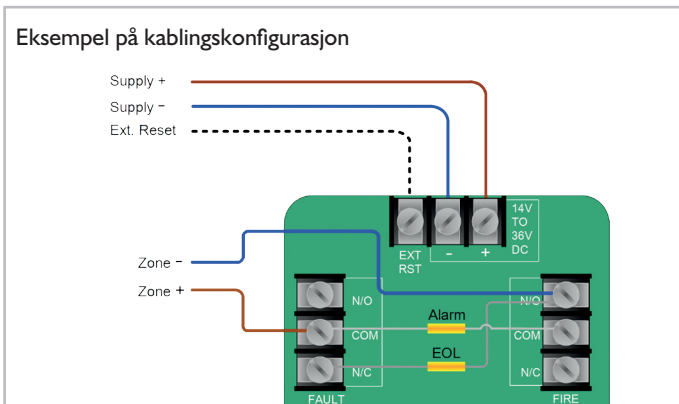 Eksempel på kablingskonfigurasjon
Supply +
Supply -
Ext. Reset
14V
TO
36V
DC
EXT
RST
- +
Zone -
Zone +
N/O
COM
N/C
FAULT
Alarm
EOL
N/O
COM
N/C
FIRE